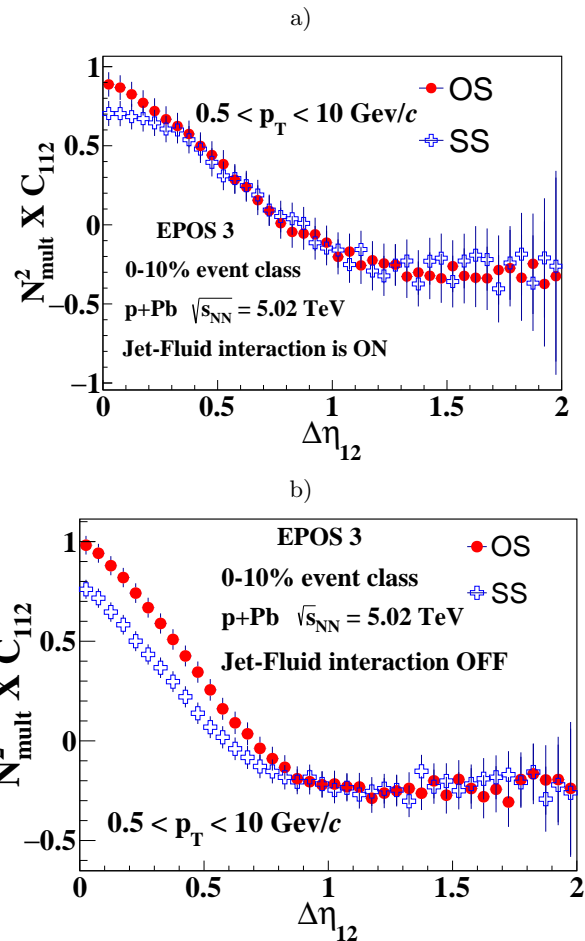 a)
1
0.5
0
−0.5
−1
N²mult X C112
OS
SS
0.5 < pT < 10 Gev/c
EPOS 3
0-10% event class
p+Pb √sNN = 5.02 TeV
Jet-Fluid interaction is ON
0 0.5 1 1.5 2
Δη12
b)
1
0.5
0
−0.5
N²mult X C112
EPOS 3
OS
0-10% event class
SS
p+Pb √sNN = 5.02 TeV
Jet-Fluid interaction OFF
0.5 < pT < 10 Gev/c
0 0.5 1 1.5 2
Δη12